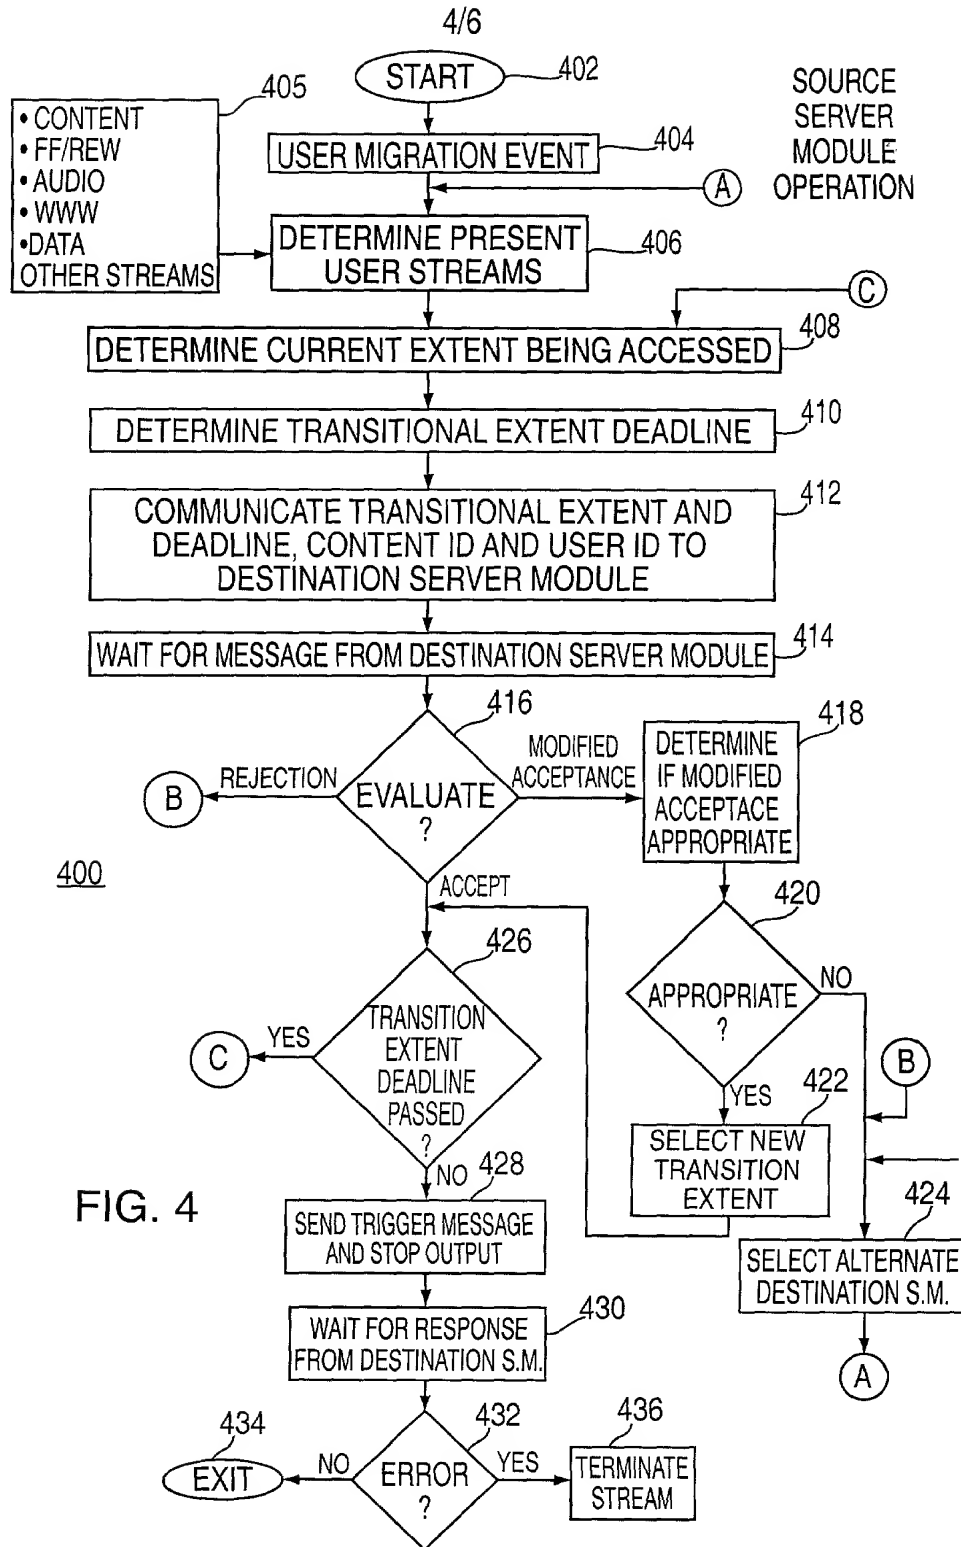 4/6
START
402
SOURCE
SERVER
MODULE
OPERATION
405
• CONTENT
• FF/REW
• AUDIO
• WWW
•DATA
OTHER STREAMS
USER MIGRATION EVENT
404
A
DETERMINE PRESENT
USER STREAMS
406
C
DETERMINE CURRENT EXTENT BEING ACCESSED
408
DETERMINE TRANSITIONAL EXTENT DEADLINE
410
COMMUNICATE TRANSITIONAL EXTENT AND
DEADLINE, CONTENT ID AND USER ID TO
DESTINATION SERVER MODULE
412
WAIT FOR MESSAGE FROM DESTINATION SERVER MODULE
414
416
EVALUATE
?
REJECTION
B
MODIFIED
ACCEPTANCE
418
DETERMINE
IF MODIFIED
ACCEPTACE
APPROPRIATE
400
ACCEPT
420
APPROPRIATE
?
NO
B
YES
426
TRANSITION
EXTENT
DEADLINE
PASSED
?
YES
C
NO
422
SELECT NEW
TRANSITION
EXTENT
424
SELECT ALTERNATE
DESTINATION S.M.
A
FIG. 4
428
SEND TRIGGER MESSAGE
AND STOP OUTPUT
430
WAIT FOR RESPONSE
FROM DESTINATION S.M.
432
ERROR
?
NO
434
EXIT
YES
436
TERMINATE
STREAM